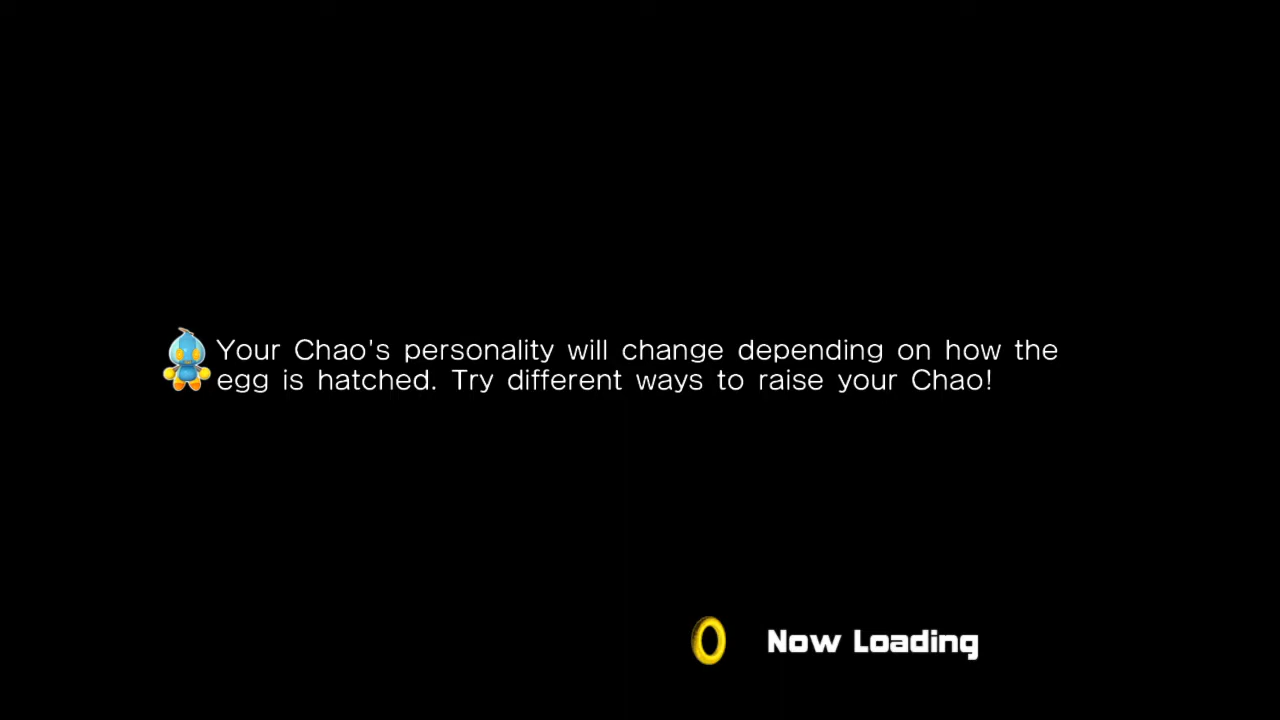 Your Chao's personality will change depending on how the
egg is hatched. Try different ways to raise your Chao!
Now Loading